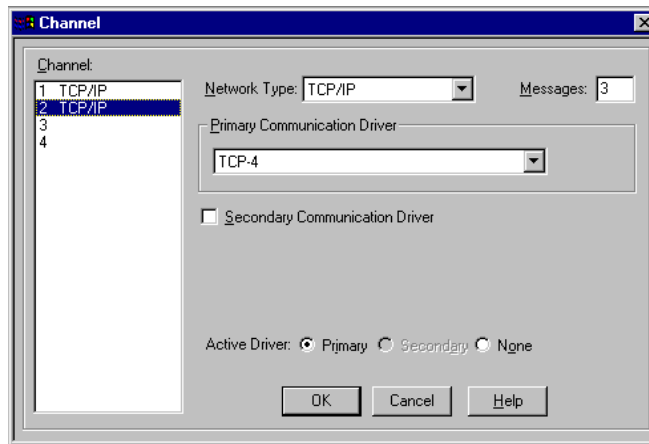 Channel
Channel:
1 TCP/IP
2 TCP/IP
3
4
Network Type: TCP/IP
Messages: 3
Primary Communication Driver
TCP-4
Secondary Communication Driver
Active Driver: Primary Secondary None
OK Cancel Help